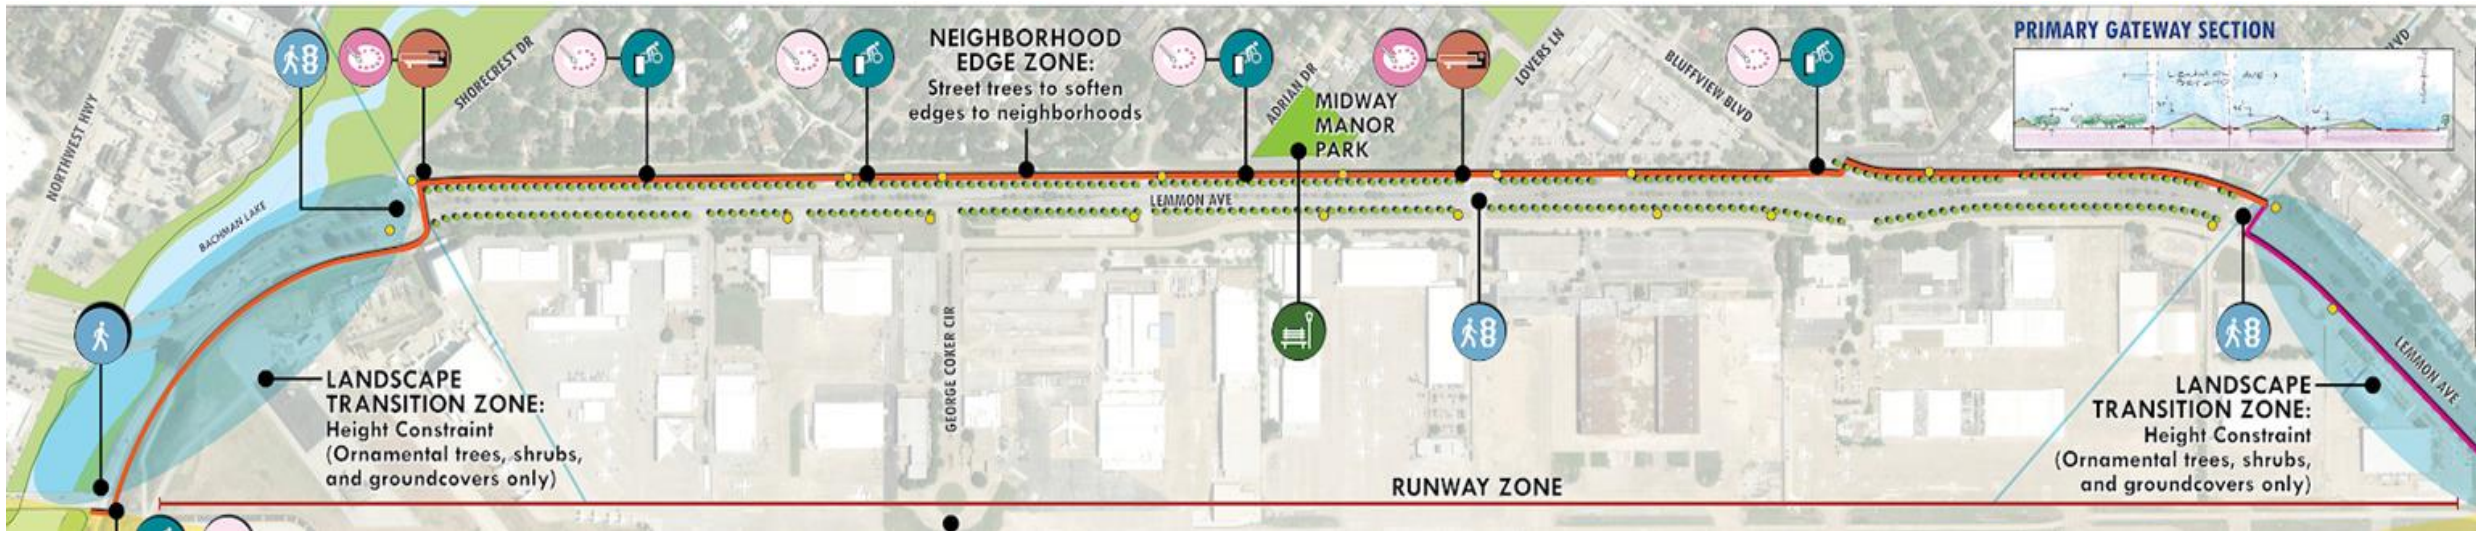 NORTHWEST HWY
BACHMAN LAKE
SHORECREST DR
NEIGHBORHOOD
EDGE ZONE:
Street trees to soften
edges to neighborhoods
ADRIAN DR
MIDWAY
MANOR
PARK
LOVERS LN
BLUFFVIEW BLVD
PRIMARY GATEWAY SECTION
LVD
LEMMON AVE
GEORGE COKER CIR
LANDSCAPE
TRANSITION ZONE:
Height Constraint
(Ornamental trees, shrubs,
and groundcovers only)
RUNWAY ZONE
LANDSCAPE
TRANSITION ZONE:
Height Constraint
(Ornamental trees, shrubs,
and groundcovers only)
LEMMON AVE